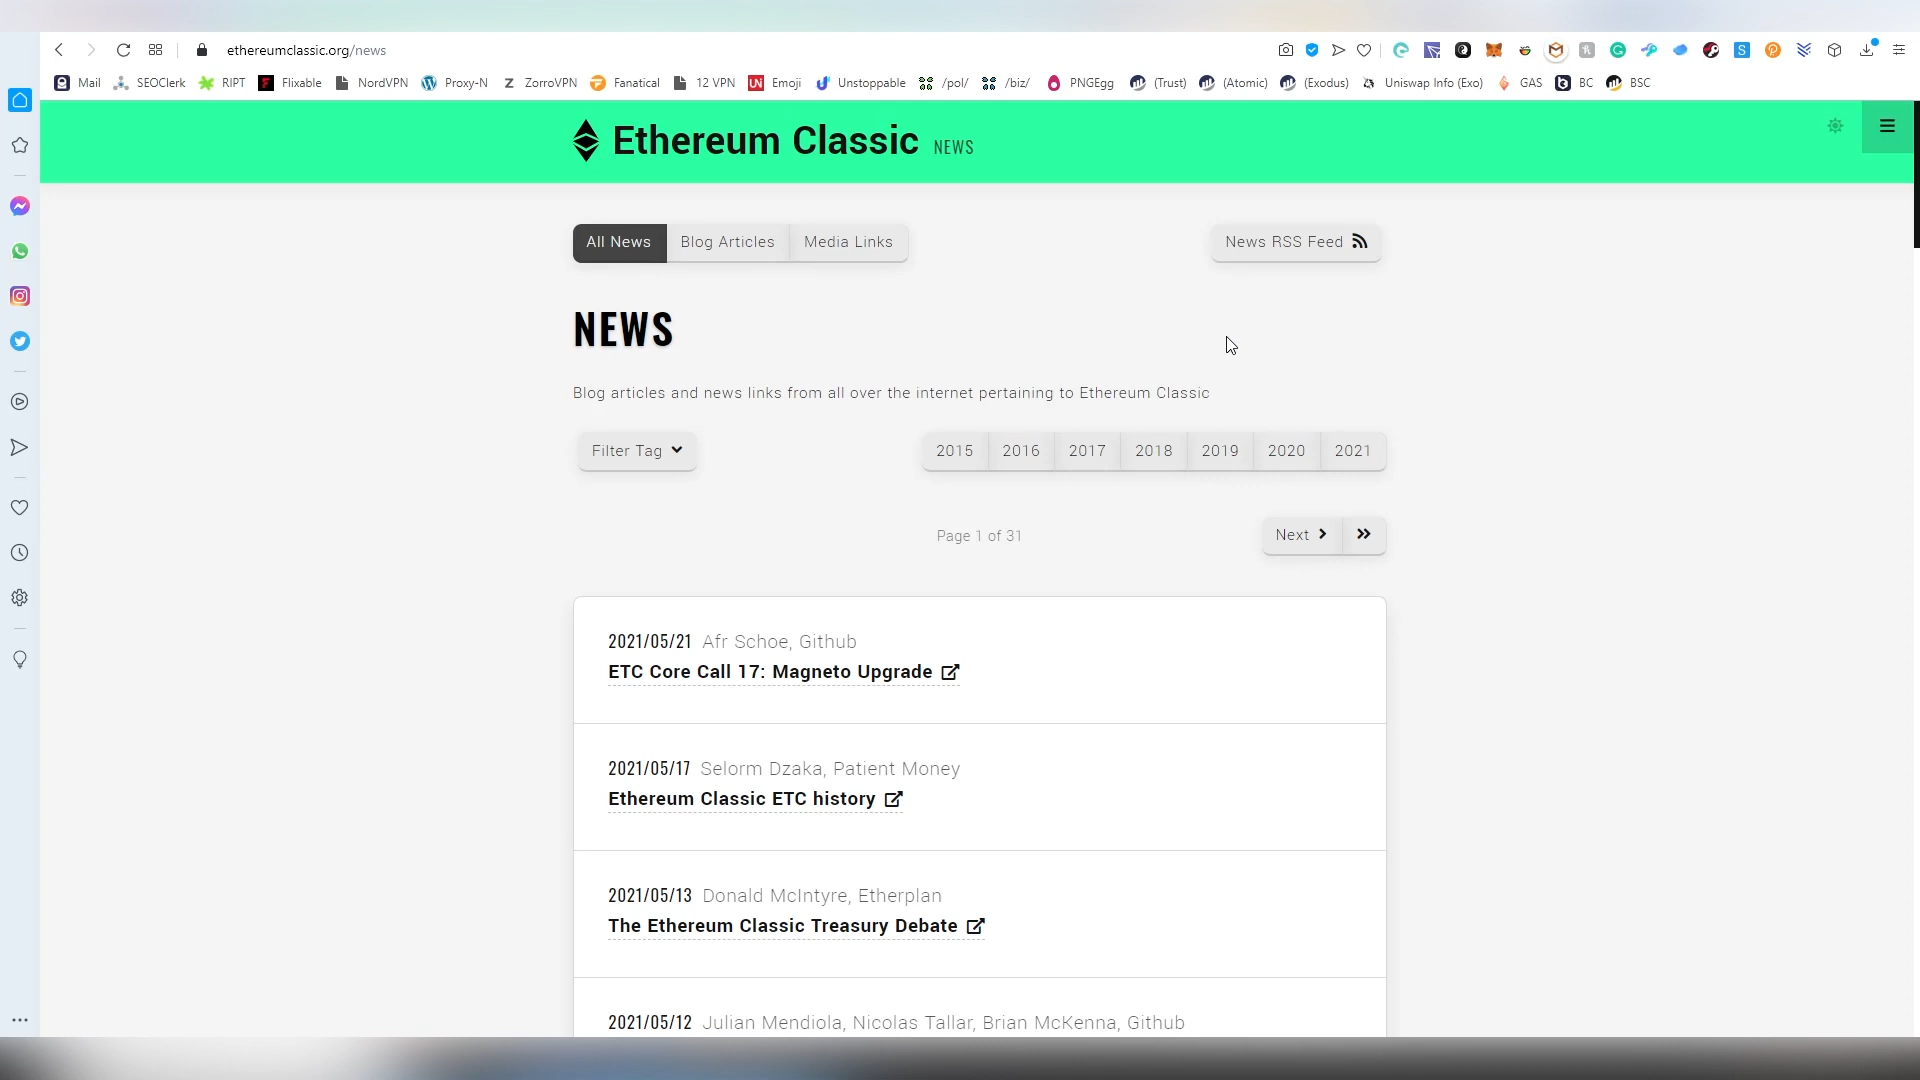 ethereumclassic.org/news
Mail SEOClerk RIPT Flixable NordVPN Proxy-N ZorroVPN Fanatical 12 VPN Emoji Unstoppable /pol/ /biz/ PNGEgg (Trust) (Atomic) (Exodus) Uniswap Info (Exo) GAS BC BSC
Ethereum Classic NEWS
All News Blog Articles Media Links News RSS Feed
NEWS
Blog articles and news links from all over the internet pertaining to Ethereum Classic
Filter Tag 2015 2016 2017 2018 2019 2020 2021
Page 1 of 31 Next
2021/05/21 Afr Schoe, Github
ETC Core Call 17: Magneto Upgrade
2021/05/17 Selorm Dzaka, Patient Money
Ethereum Classic ETC history
2021/05/13 Donald McIntyre, Etherplan
The Ethereum Classic Treasury Debate
2021/05/12 Julian Mendiola, Nicolas Tallar, Brian McKenna, Github